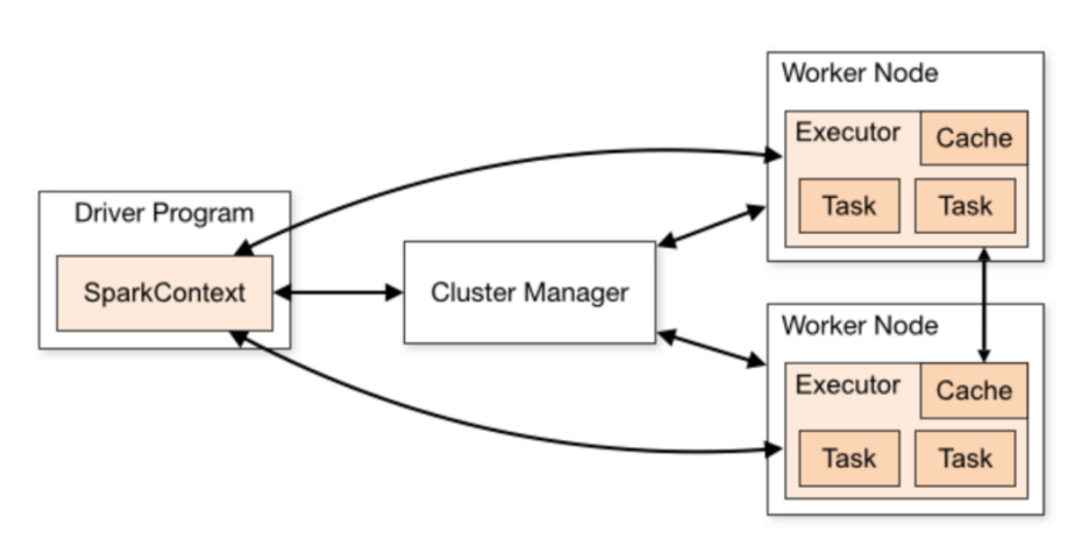 Driver Program
SparkContext
Cluster Manager
Worker Node
Executor
Cache
Task
Task
Worker Node
Executor
Cache
Task
Task